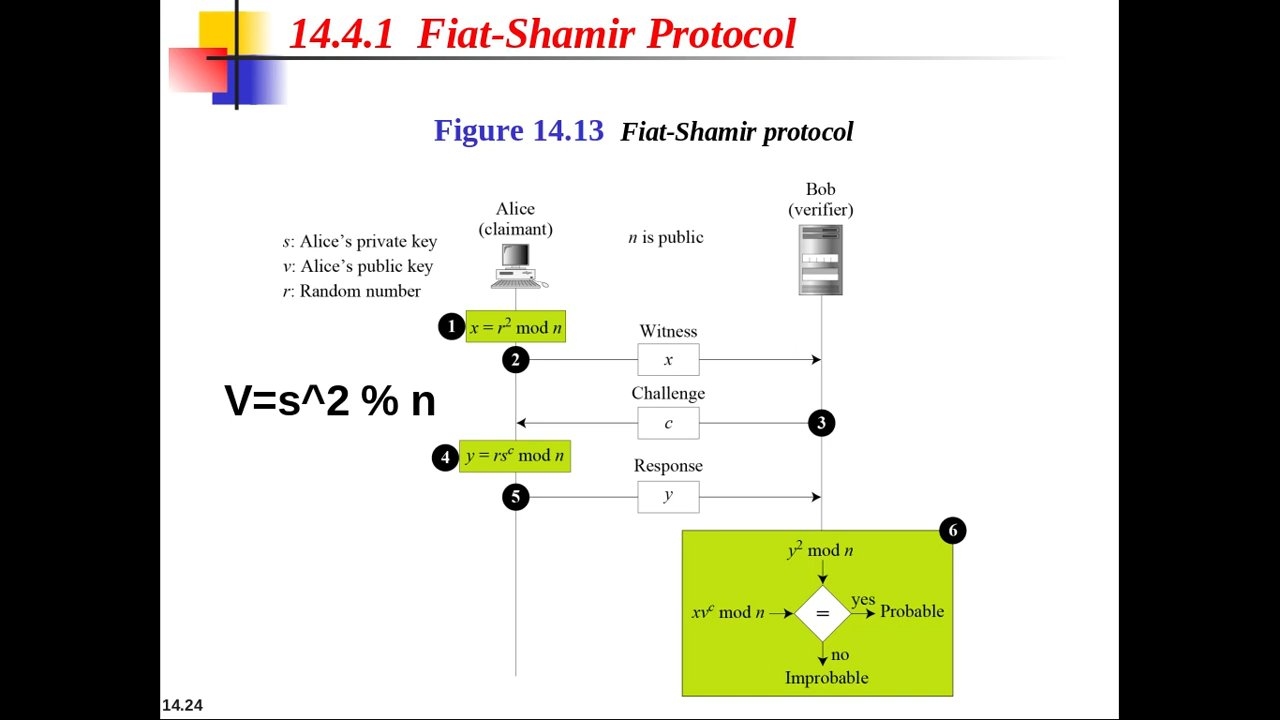 14.4.1 Fiat-Shamir Protocol
Figure 14.13 Fiat-Shamir protocol
Bob
(verifier)
Alice
(claimant)
s: Alice's private key
v: Alice's public key
r: Random number
n is public
1 x = r² mod n
Witness
2 x
V=s^2 % n
Challenge
c 3
4 y = rsᶜ mod n
Response
5 y
6
y² mod n
xvᶜ mod n = yes Probable
no
Improbable
14.24